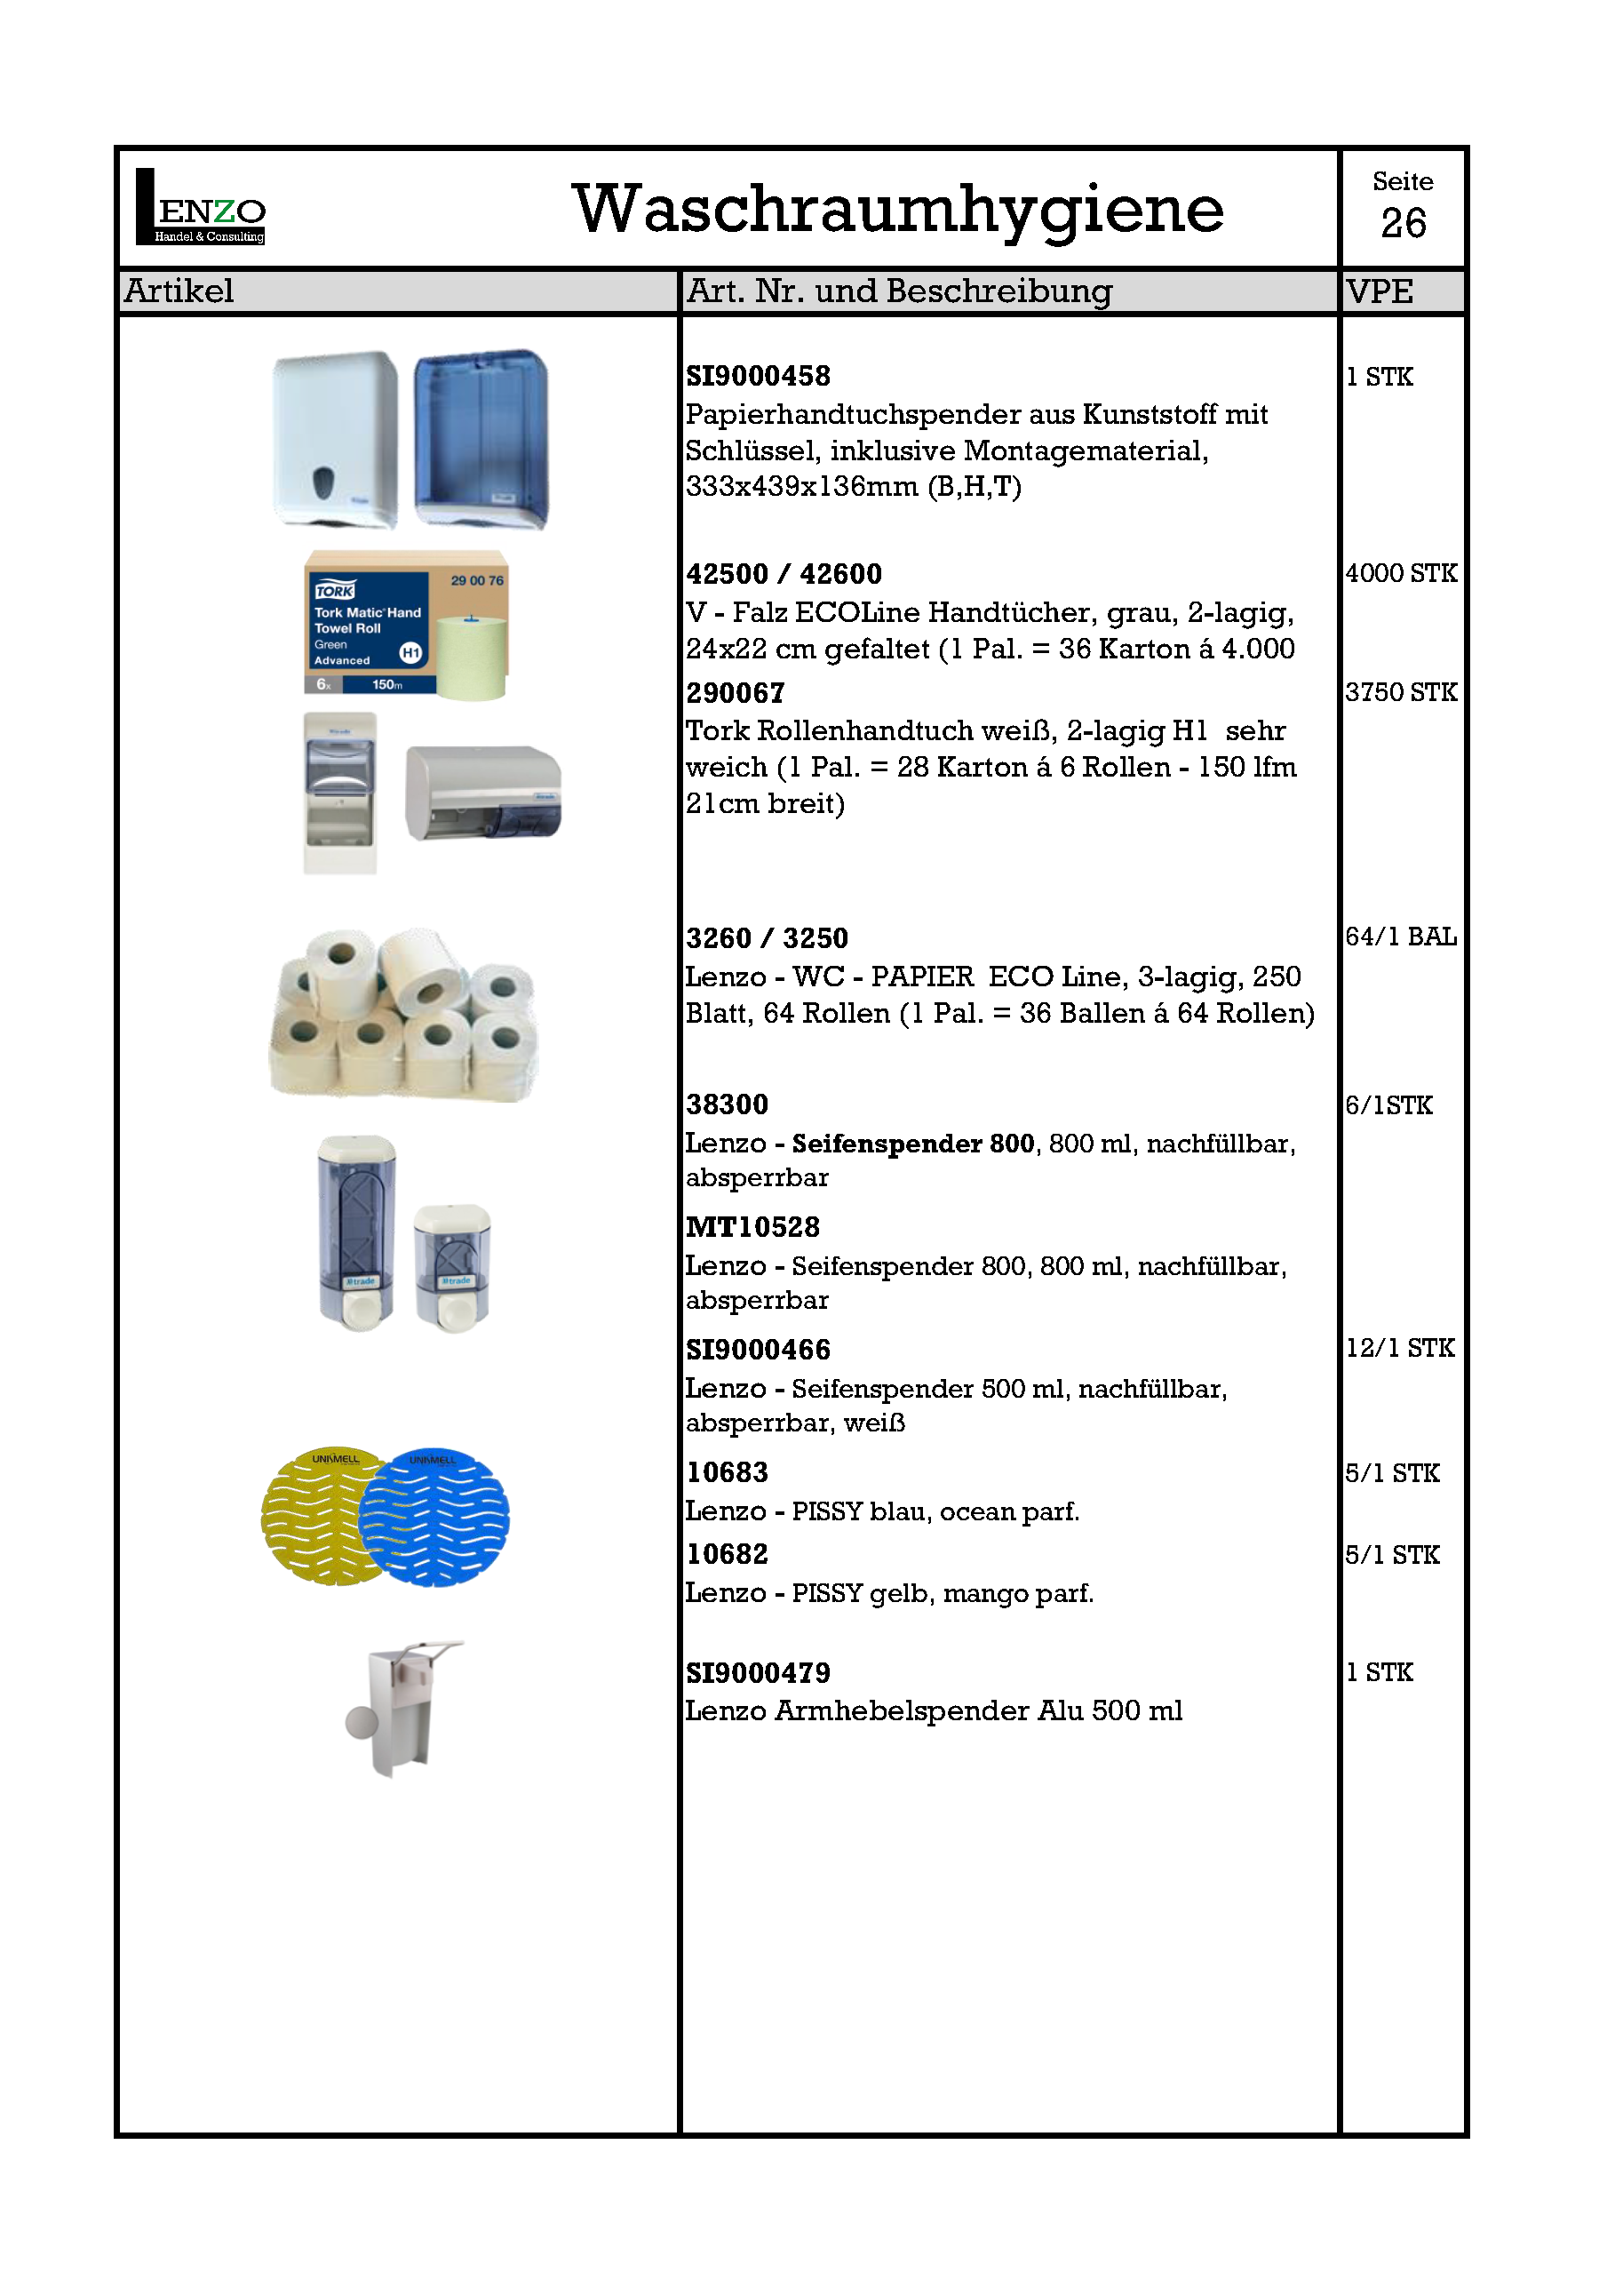 LENZO
Handel & Consulting
Waschraumhygiene
Seite
26
Artikel
Art. Nr. und Beschreibung
VPE
SI9000458
1 STK
Papierhandtuchspender aus Kunststoff mit
Schlüssel, inklusive Montagematerial,
333x439x136mm (B,H,T)
TORK
29 00 76
Tork Matic Hand
Towel Roll
Green
Advanced
H1
6x
150m
42500 / 42600
4000 STK
V - Falz ECOLine Handtücher, grau, 2-lagig,
24x22 cm gefaltet (1 Pal. = 36 Karton á 4.000
290067
3750 STK
Tork Rollenhandtuch weiß, 2-lagig H1  sehr
weich (1 Pal. = 28 Karton á 6 Rollen - 150 lfm
21cm breit)
3260 / 3250
64/1 BAL
Lenzo - WC - PAPIER  ECO Line, 3-lagig, 250
Blatt, 64 Rollen (1 Pal. = 36 Ballen á 64 Rollen)
38300
6/1STK
Lenzo - Seifenspender 800, 800 ml, nachfüllbar,
absperrbar
trade
trade
MT10528
Lenzo - Seifenspender 800, 800 ml, nachfüllbar,
absperrbar
SI9000466
12/1 STK
Lenzo - Seifenspender 500 ml, nachfüllbar,
absperrbar, weiß
10683
5/1 STK
Lenzo - PISSY blau, ocean parf.
10682
5/1 STK
Lenzo - PISSY gelb, mango parf.
SI9000479
1 STK
Lenzo Armhebelspender Alu 500 ml